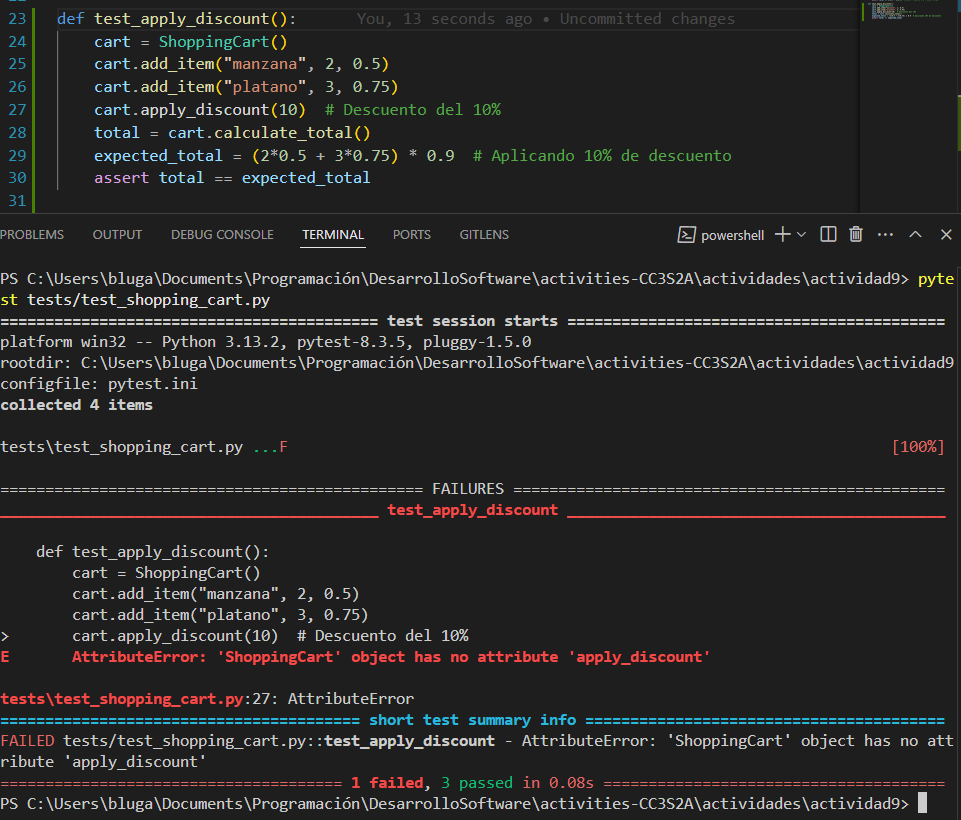 23 def test_apply_discount(): You, 13 seconds ago • Uncommitted changes
24 cart = ShoppingCart()
25 cart.add_item("manzana", 2, 0.5)
26 cart.add_item("platano", 3, 0.75)
27 cart.apply_discount(10)  # Descuento del 10%
28 total = cart.calculate_total()
29 expected_total = (2*0.5 + 3*0.75) * 0.9  # Aplicando 10% de descuento
30 assert total == expected_total
31
PROBLEMS OUTPUT DEBUG CONSOLE TERMINAL PORTS GITLENS powershell
PS C:\Users\bluga\Documents\Programación\DesarrolloSoftware\activities-CC3S2A\actividades\actividad9> pyte
st tests/test_shopping_cart.py
========================================== test session starts ==========================================
platform win32 -- Python 3.13.2, pytest-8.3.5, pluggy-1.5.0
rootdir: C:\Users\bluga\Documents\Programación\DesarrolloSoftware\activities-CC3S2A\actividades\actividad9
configfile: pytest.ini
collected 4 items
tests\test_shopping_cart.py ...F [100%]
=============================================== FAILURES ================================================
__________________________________________ test_apply_discount __________________________________________
def test_apply_discount():
cart = ShoppingCart()
cart.add_item("manzana", 2, 0.5)
cart.add_item("platano", 3, 0.75)
> cart.apply_discount(10)  # Descuento del 10%
E AttributeError: 'ShoppingCart' object has no attribute 'apply_discount'
tests\test_shopping_cart.py:27: AttributeError
======================================== short test summary info ========================================
FAILED tests/test_shopping_cart.py::test_apply_discount - AttributeError: 'ShoppingCart' object has no att
ribute 'apply_discount'
====================================== 1 failed, 3 passed in 0.08s ======================================
PS C:\Users\bluga\Documents\Programación\DesarrolloSoftware\activities-CC3S2A\actividades\actividad9>